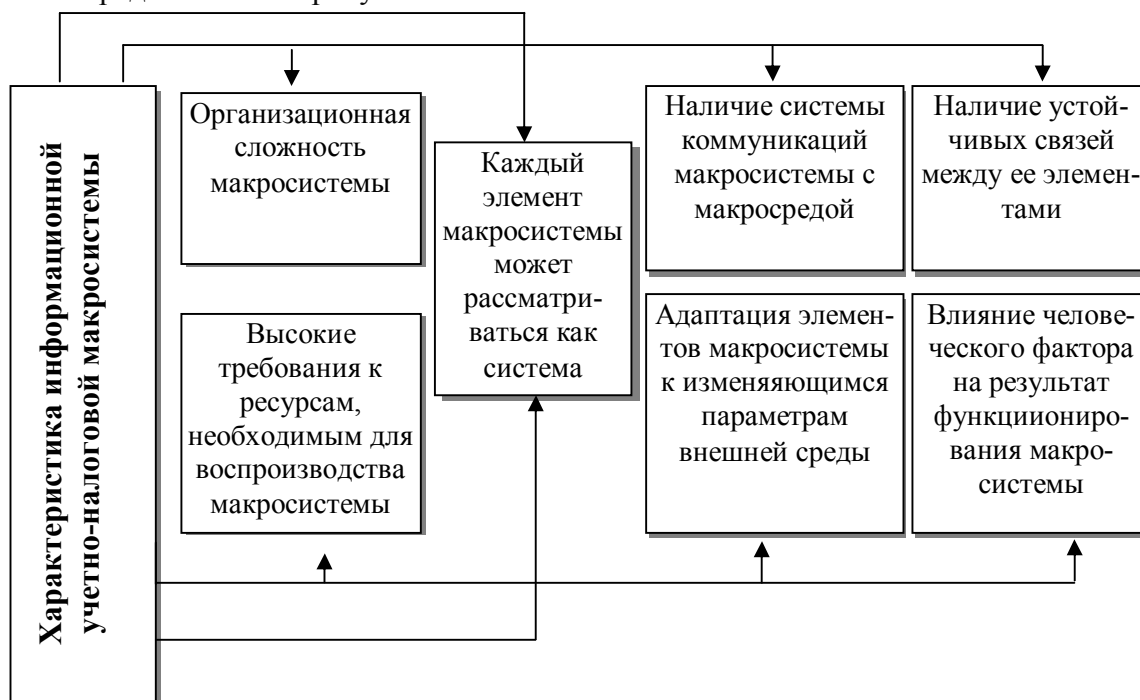 Характеристика информационной
учетно-налоговой макросистемы
Организационная
сложность
макросистемы
Каждый
элемент
макросистемы
может
рассматри-
ваться как
система
Наличие системы
коммуникаций
макросистемы с
макросредой
Наличие устой-
чивых связей
между ее элемен-
тами
Высокие
требования к
ресурсам,
необходимым для
воспроизводства
макросистемы
Адаптация элемен-
тов макросистемы
к изменяяющимся
параметрам
внешней среды
Влияние челове-
ческого фактора
на результат
функциионирo-
вания макро-
системы